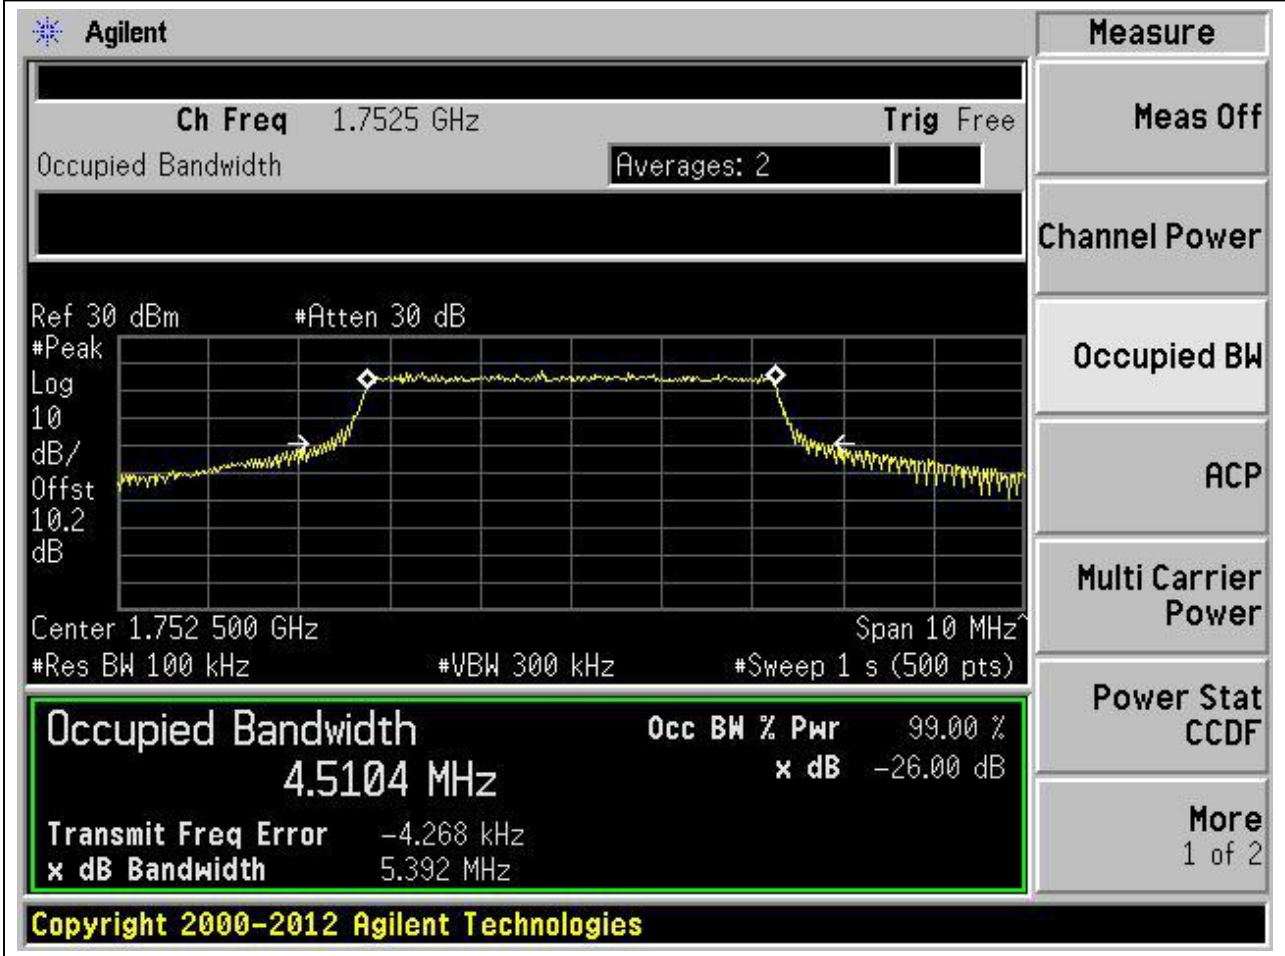 Agilent
Measure
Ch Freq 1.7525 GHz Trig Free
Occupied Bandwidth Averages: 2
Meas Off
Channel Power
Occupied BW
ACP
Multi Carrier
Power
Power Stat
CCDF
More
1 of 2
Ref 30 dBm #Atten 30 dB
#Peak
Log
10
dB/
Offst
10.2
dB
Center 1.752 500 GHz Span 10 MHz^
#Res BW 100 kHz #VBW 300 kHz #Sweep 1 s (500 pts)
Occupied Bandwidth Occ BW % Pwr 99.00 %
4.5104 MHz x dB -26.00 dB
Transmit Freq Error -4.268 kHz
x dB Bandwidth 5.392 MHz
Copyright 2000-2012 Agilent Technologies